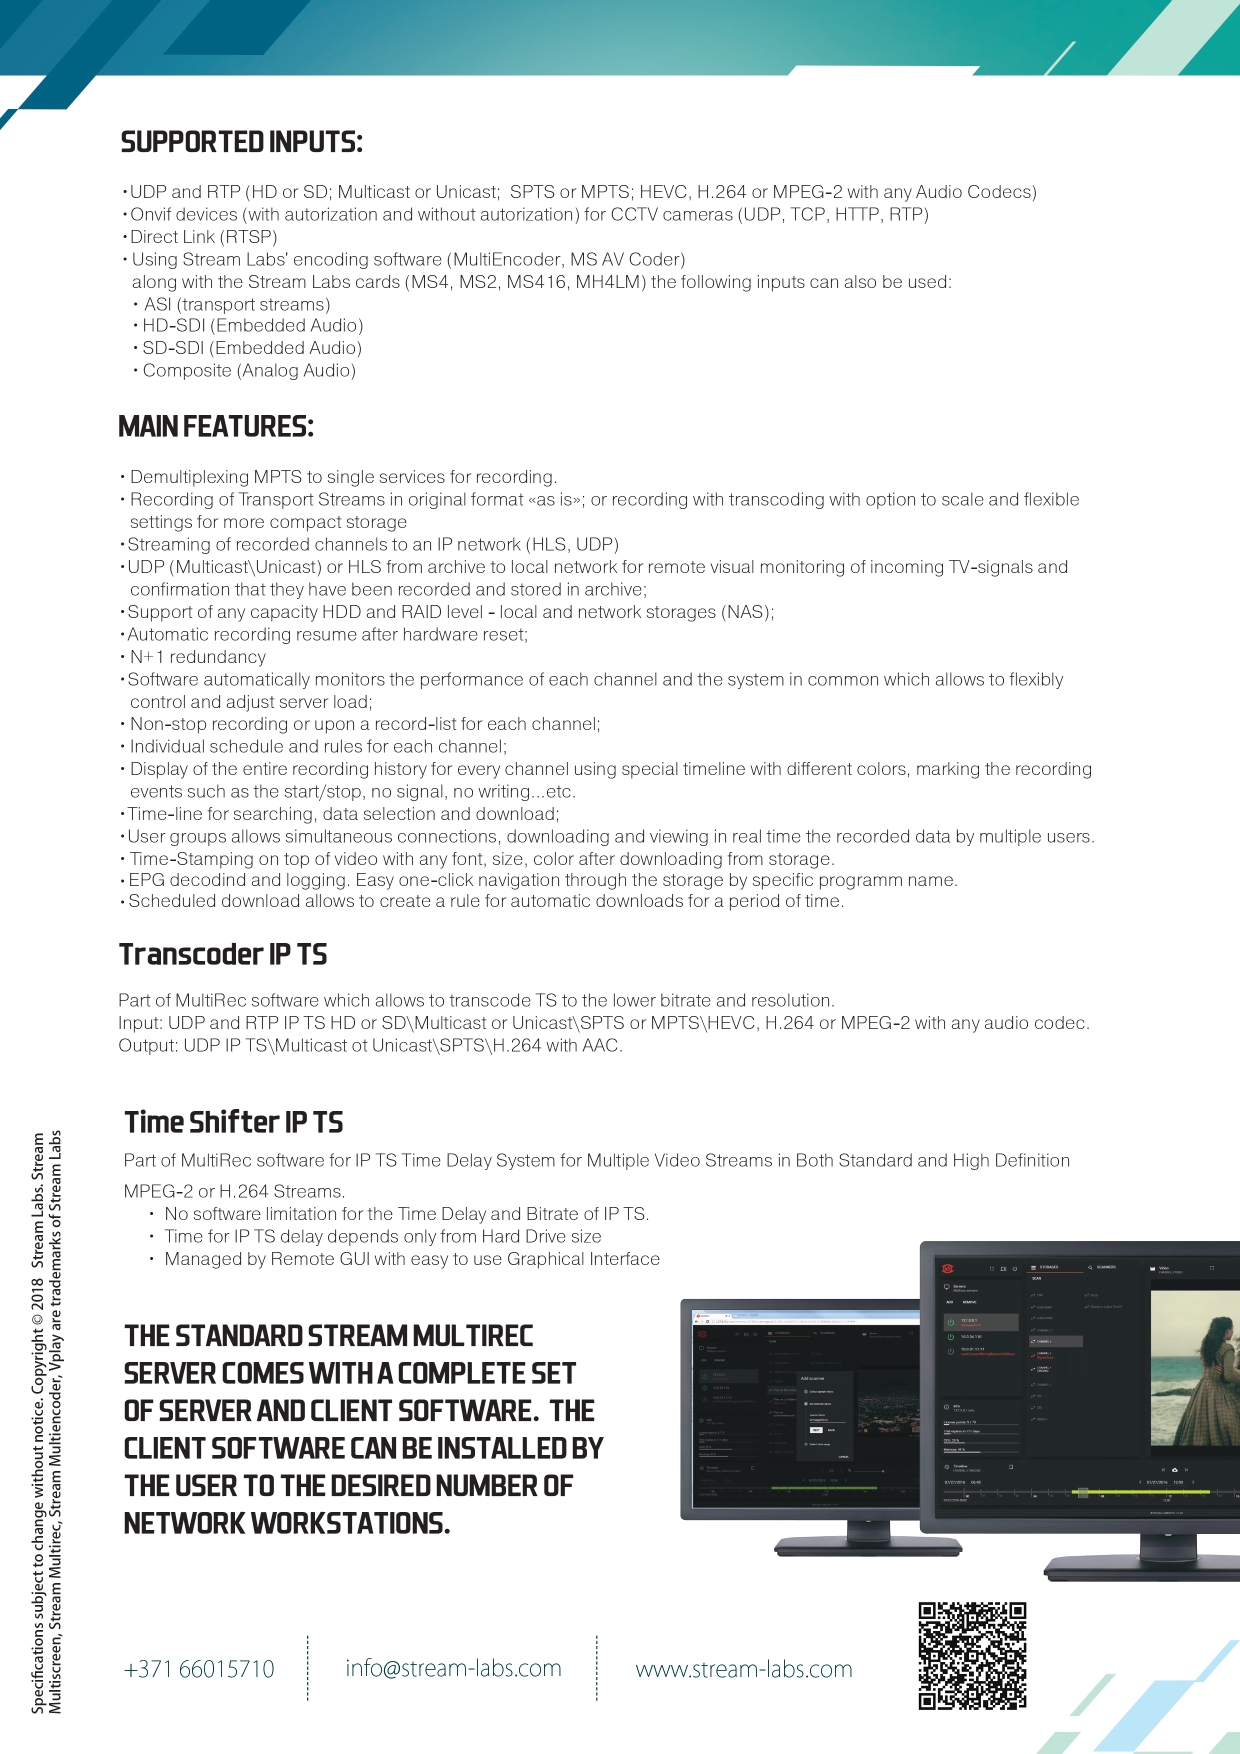 SUPPORTED INPUTS:
•UDP and RTP (HD or SD; Multicast or Unicast;  SPTS or MPTS; HEVC, H.264 or MPEG-2 with any Audio Codecs)
•Onvif devices (with autorization and without autorization) for CCTV cameras (UDP, TCP, HTTP, RTP)
•Direct Link (RTSP)
• Using Stream Labs' encoding software (MultiEncoder, MS AV Coder)
along with the Stream Labs cards (MS4, MS2, MS416, MH4LM) the following inputs can also be used:
• ASI (transport streams)
• HD-SDI (Embedded Audio)
• SD-SDI (Embedded Audio)
• Composite (Analog Audio)
MAIN FEATURES:
• Demultiplexing MPTS to single services for recording.
• Recording of Transport Streams in original format «as is»; or recording with transcoding with option to scale and flexible
settings for more compact storage
•Streaming of recorded channels to an IP network (HLS, UDP)
•UDP (Multicast\Unicast) or HLS from archive to local network for remote visual monitoring of incoming TV-signals and
confirmation that they have been recorded and stored in archive;
•Support of any capacity HDD and RAID level - local and network storages (NAS);
•Automatic recording resume after hardware reset;
• N+1 redundancy
•Software automatically monitors the performance of each channel and the system in common which allows to flexibly
control and adjust server load;
• Non-stop recording or upon a record-list for each channel;
• Individual schedule and rules for each channel;
• Display of the entire recording history for every channel using special timeline with different colors, marking the recording
events such as the start/stop, no signal, no writing...etc.
•Time-line for searching, data selection and download;
•User groups allows simultaneous connections, downloading and viewing in real time the recorded data by multiple users.
• Time-Stamping on top of video with any font, size, color after downloading from storage.
• EPG decodind and logging. Easy one-click navigation through the storage by specific programm name.
• Scheduled download allows to create a rule for automatic downloads for a period of time.
Transcoder IP TS
Part of MultiRec software which allows to transcode TS to the lower bitrate and resolution.
Input: UDP and RTP IP TS HD or SD\Multicast or Unicast\SPTS or MPTS\HEVC, H.264 or MPEG-2 with any audio codec.
Output: UDP IP TS\Multicast ot Unicast\SPTS\H.264 with AAC.
Time Shifter IP TS
Part of MultiRec software for IP TS Time Delay System for Multiple Video Streams in Both Standard and High Definition
MPEG-2 or H.264 Streams.
• No software limitation for the Time Delay and Bitrate of IP TS.
• Time for IP TS delay depends only from Hard Drive size
• Managed by Remote GUI with easy to use Graphical Interface
THE STANDARD STREAM MULTIREC
SERVER COMES WITH A COMPLETE SET
OF SERVER AND CLIENT SOFTWARE.  THE
CLIENT SOFTWARE CAN BE INSTALLED BY
THE USER TO THE DESIRED NUMBER OF
NETWORK WORKSTATIONS.
STORAGES
SCANNERS
Video
SCAN
Servers
ADD
REMOVE
127.0.0.1
Info
Timeline
Add scanner
+371 66015710
info@stream-labs.com
www.stream-labs.com
Specifications subject to change without notice. Copyright © 2018  Stream Labs. Stream
Multiscreen, Stream Multirec, Stream Multiencoder, Vplay are trademarks of Stream Labs